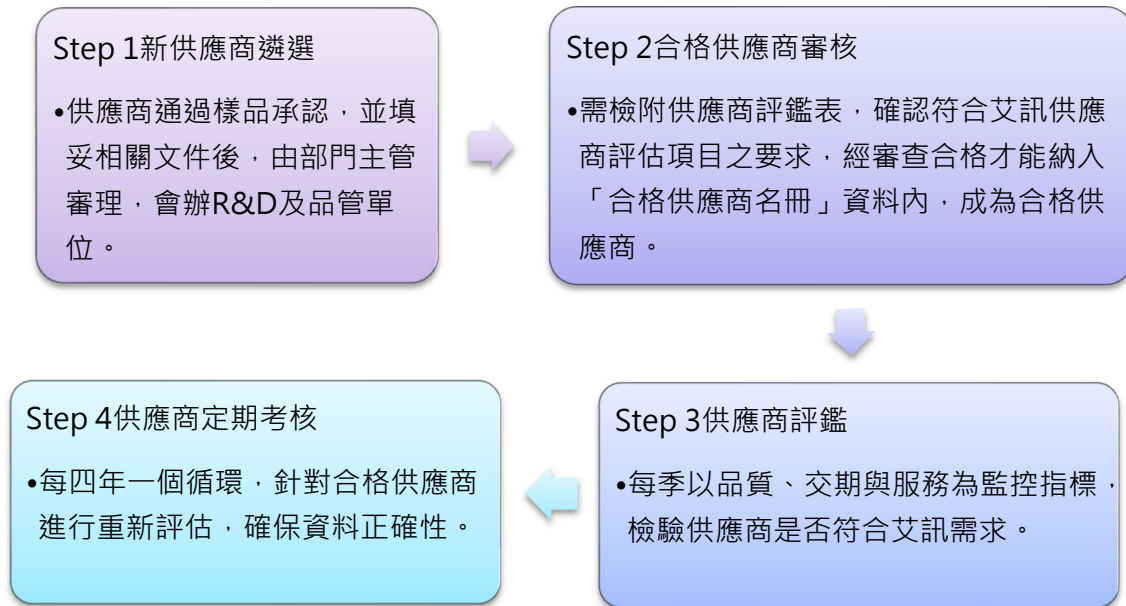 Step 1新供應商遴選
•供應商通過樣品承認，並填
妥相關文件後，由部門主管
審理，會辦R&D及品管單
位。
Step 2合格供應商審核
•需檢附供應商評鑑表，確認符合艾訊供應
商評估項目之要求，經審查合格才能納入
「合格供應商名冊」資料內，成為合格供
應商。
Step 3供應商評鑑
•每季以品質、交期與服務為監控指標，
檢驗供應商是否符合艾訊需求。
Step 4供應商定期考核
•每四年一個循環，針對合格供應商
進行重新評估，確保資料正確性。